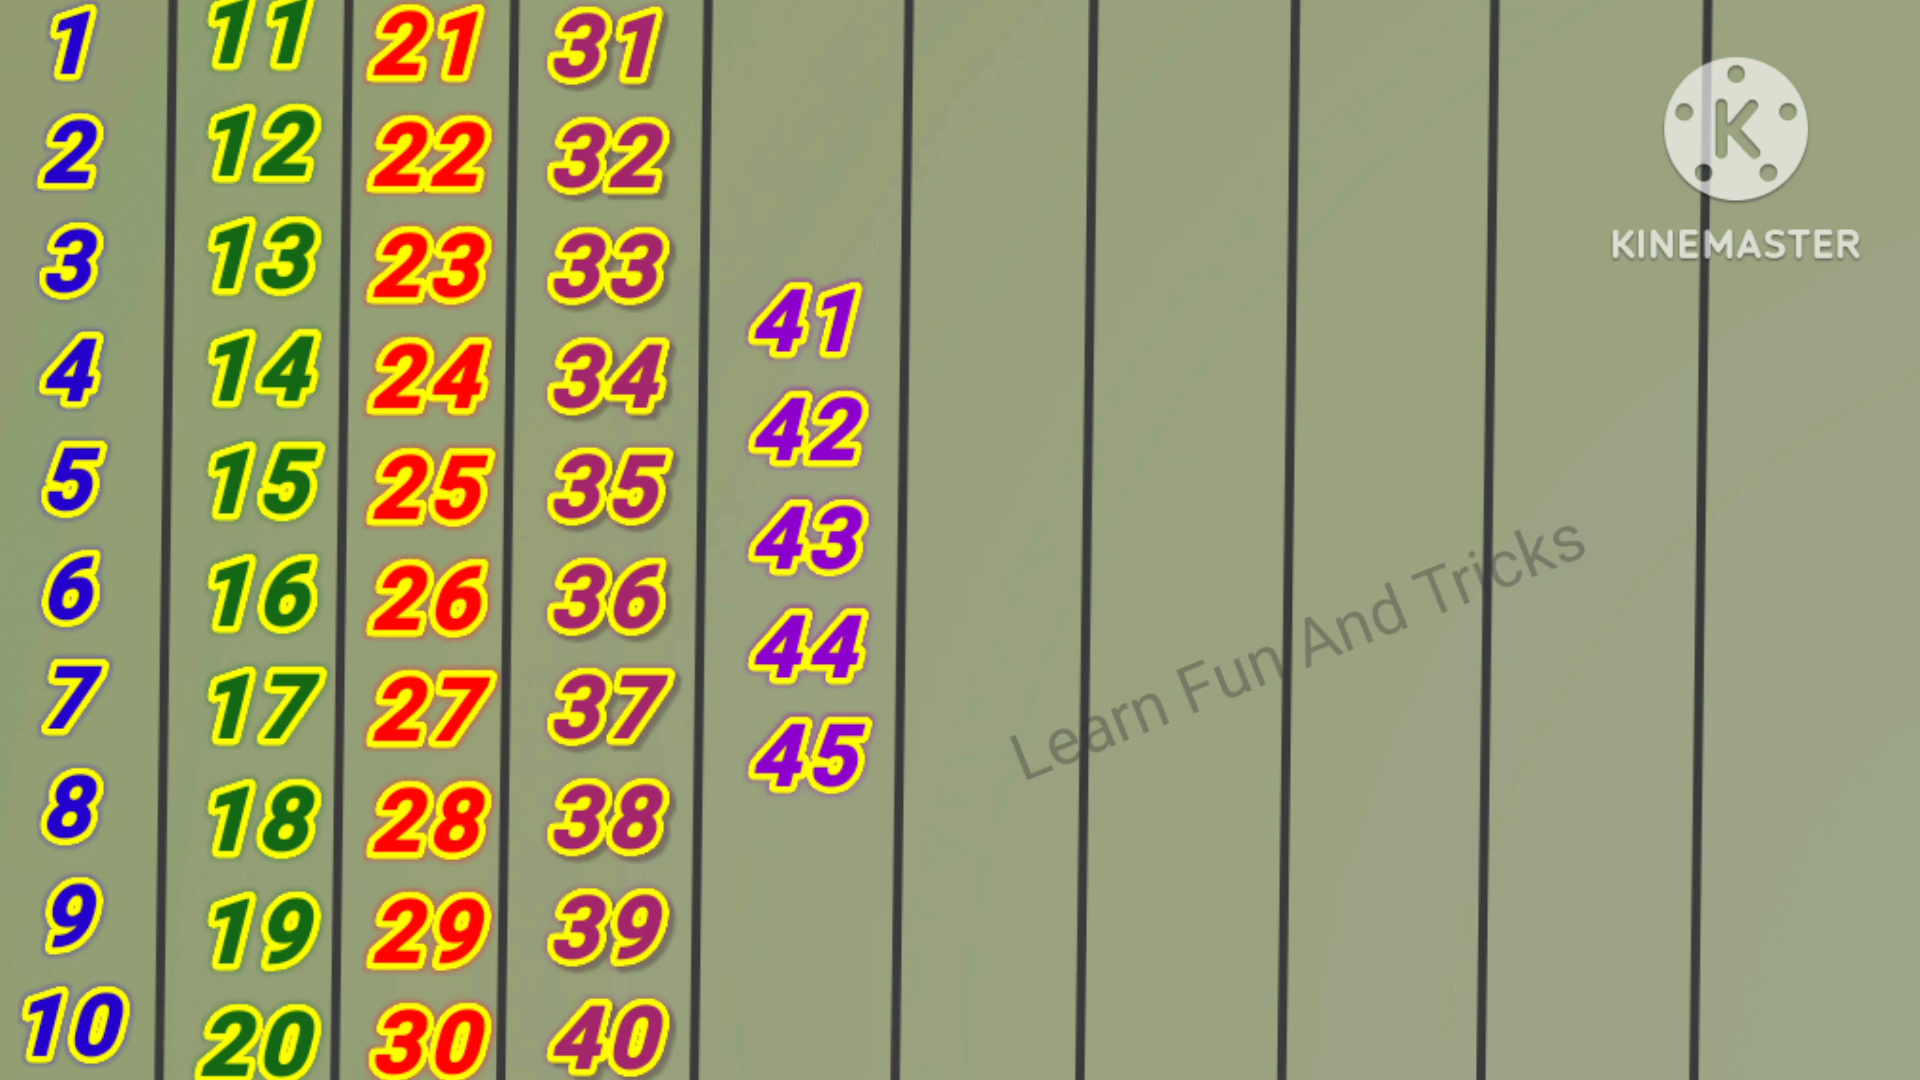 1 11 21 31
2 12 22 32
3 13 23 33
41
4 14 24 34
42
5 15 25 35
43
6 16 26 36
44
7 17 27 37
45
8 18 28 38
9 19 29 39
10 20 30 40
K
KINEMASTER
Learn Fun And Tricks